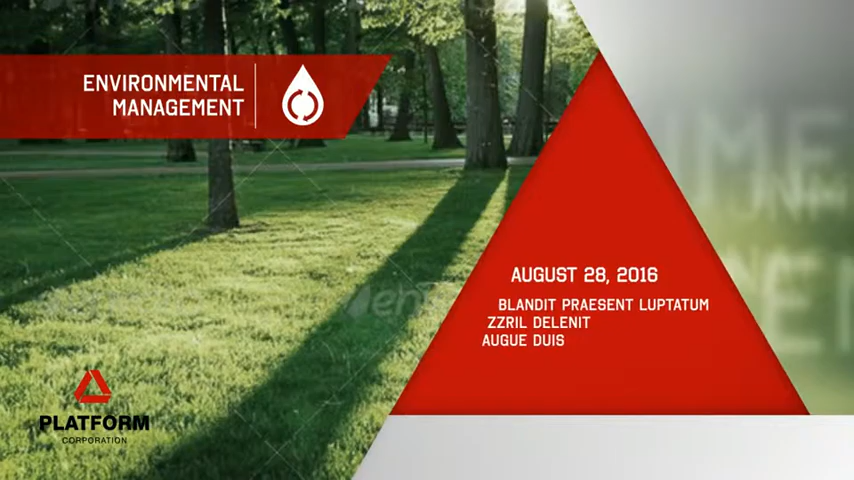 ENVIRONMENTAL
MANAGEMENT
AUGUST 28, 2016
BLANDIT PRAESENT LUPTATUM
ZZRIL DELENIT
AUGUE DUIS
PLATFORM
CORPORATION